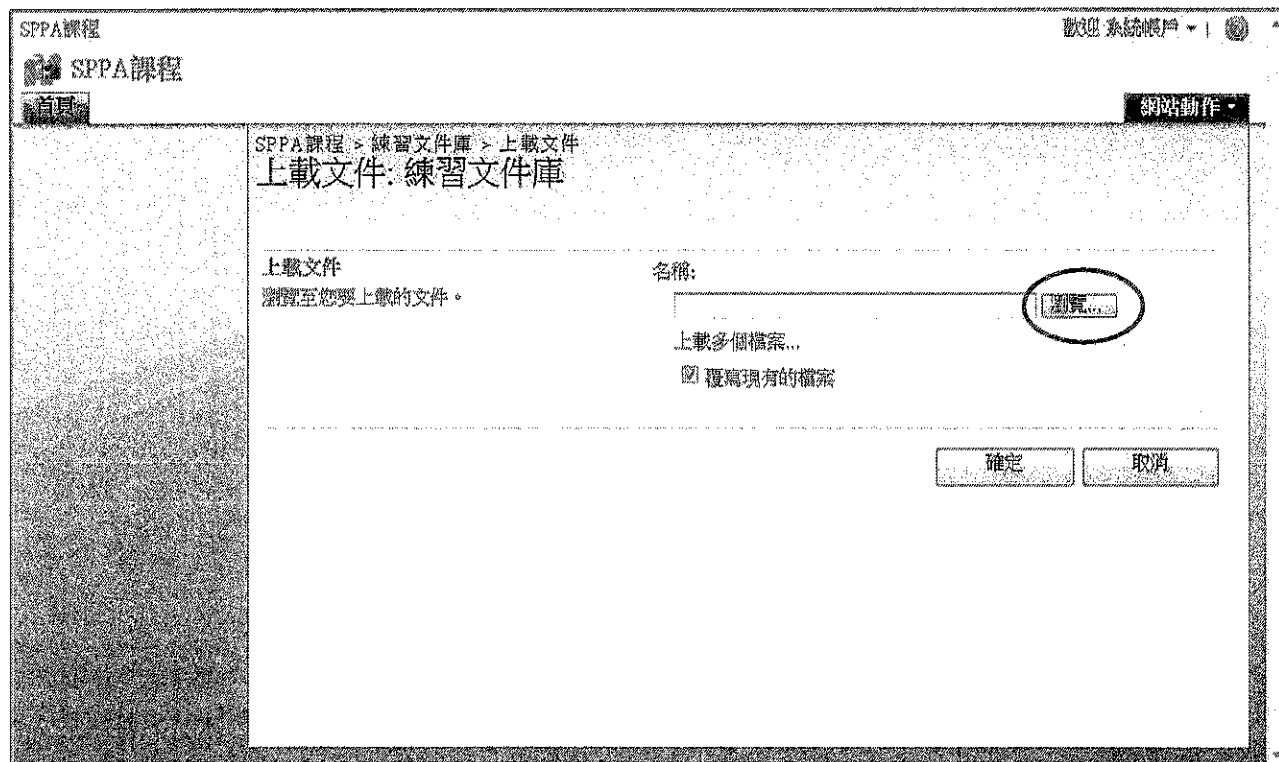 SPPA課程
歡迎 系統帳戶 ▾ |
SPPA課程
首頁
網站動作 ▾
SPPA課程 > 練習文件庫 > 上載文件
上載文件: 練習文件庫
上載文件
瀏覽至您要上載的文件。
名稱:
瀏覽...
上載多個檔案...
覆寫現有的檔案
確定
取消